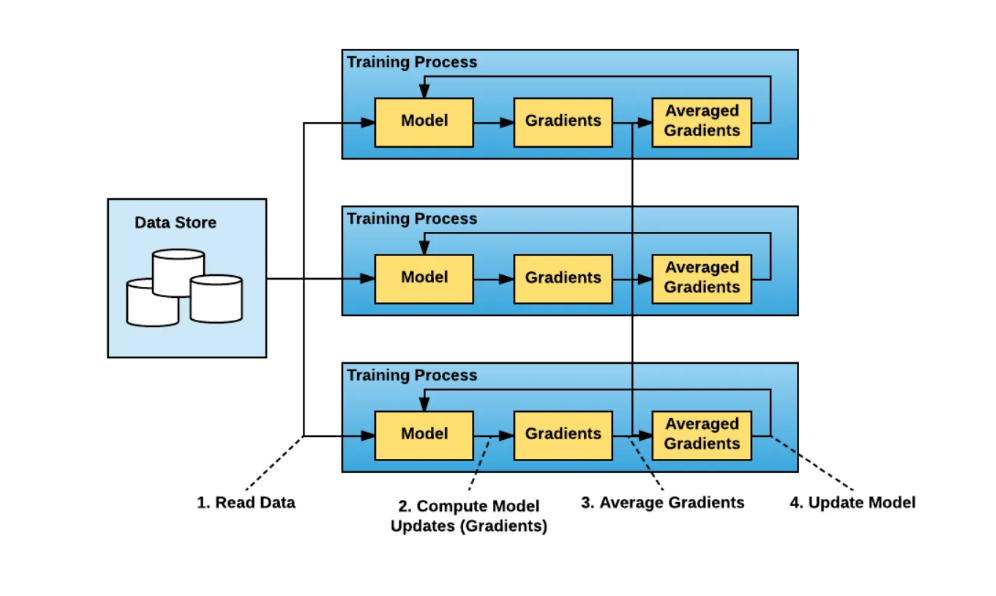 Training Process
Model
Gradients
Averaged
Gradients
Data Store
Training Process
Model
Gradients
Averaged
Gradients
Training Process
Model
Gradients
Averaged
Gradients
1. Read Data
2. Compute Model
Updates (Gradients)
3. Average Gradients
4. Update Model